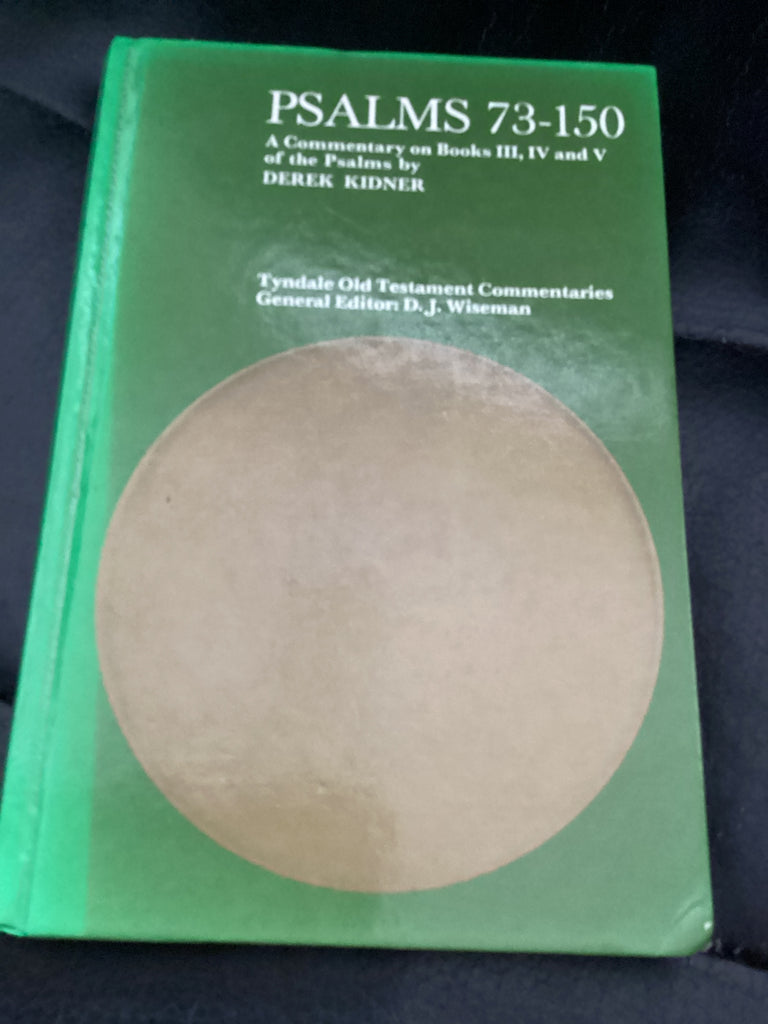 PSALMS 73-150
A Commentary on Books III, IV and V
of the Psalms by
DEREK KIDNER
Tyndale Old Testament Commentaries
General Editor: D. J. Wiseman